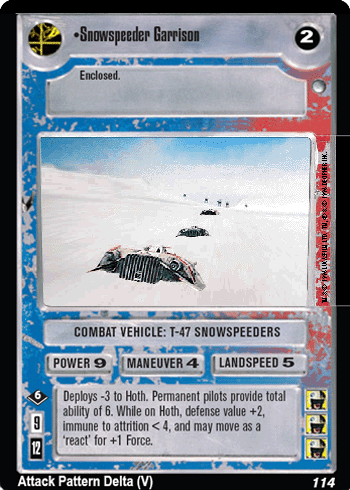 •Snowspeeder Garrison
2
Enclosed.
COMBAT VEHICLE: T-47 SNOWSPEEDERS
POWER 9
MANEUVER 4
LANDSPEED 5
6
9
12
Deploys -3 to Hoth. Permanent pilots provide total
ability of 6. While on Hoth, defense value +2,
immune to attrition < 4, and may move as a
'react' for +1 Force.
Attack Pattern Delta (V)
114